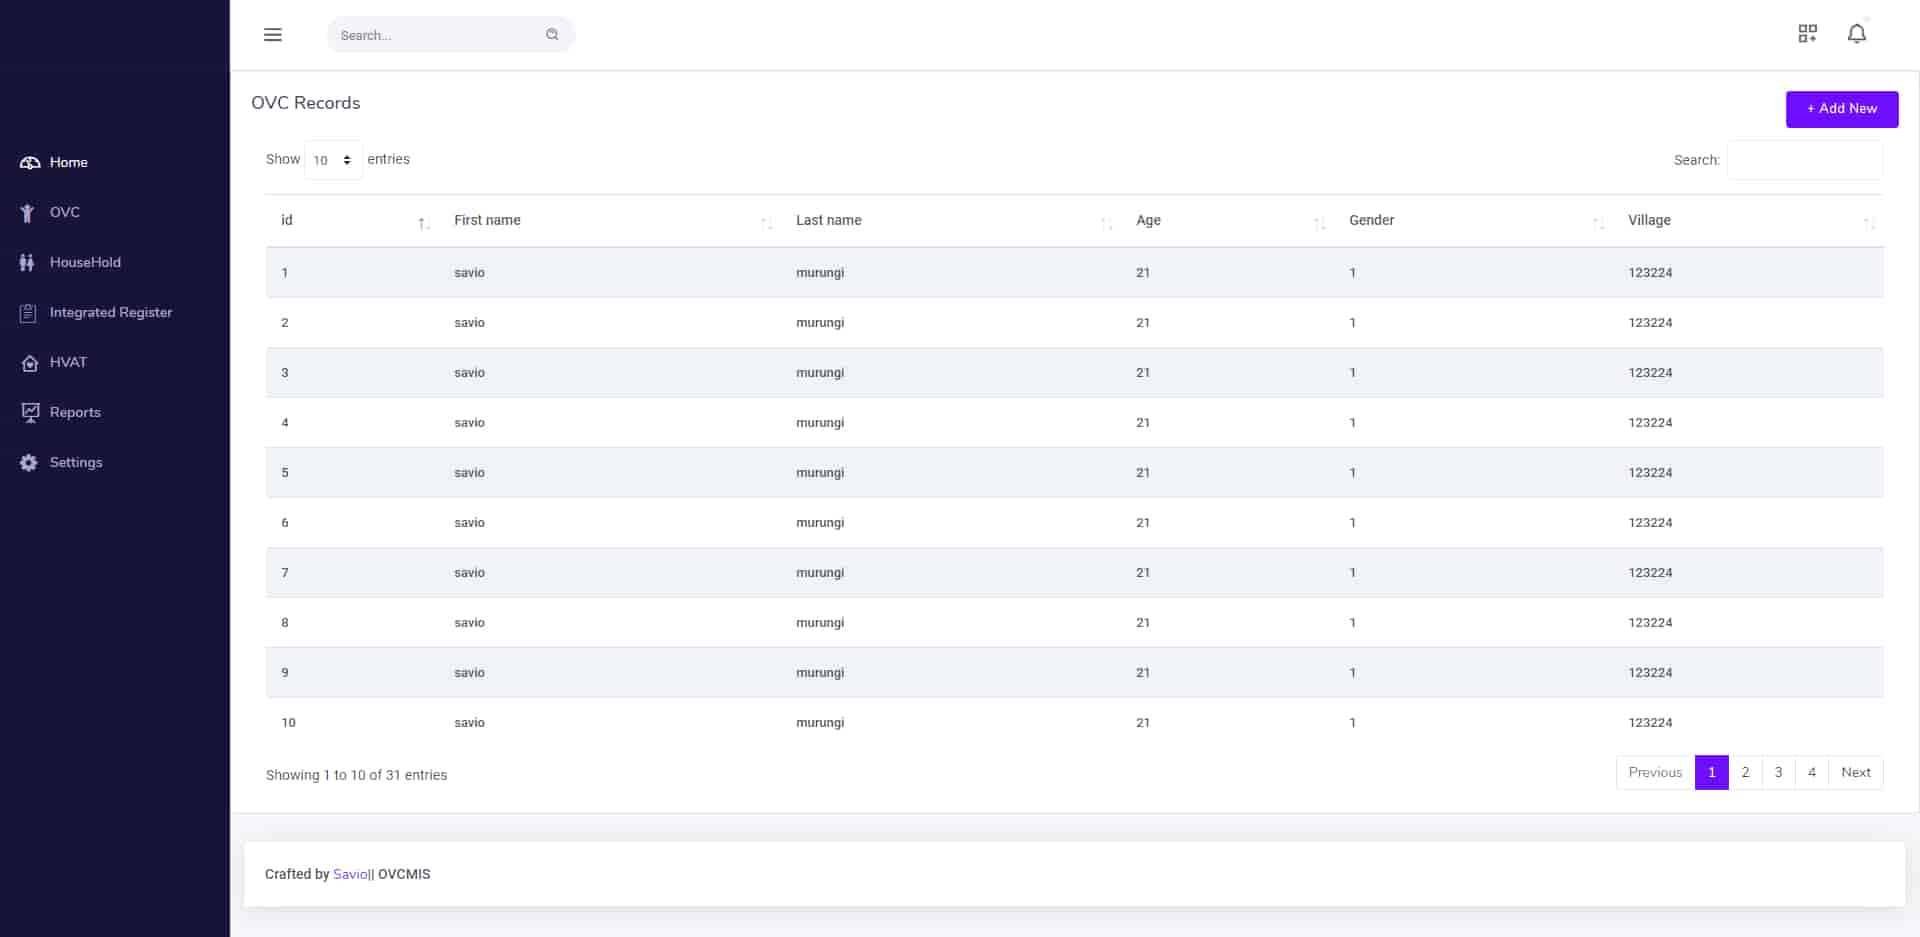 Search...
Home
OVC
HouseHold
Integrated Register
HVAT
Reports
Settings
OVC Records
+ Add New
Show 10 entries
Search:
id First name Last name Age Gender Village
1 savio murungi 21 1 123224
2 savio murungi 21 1 123224
3 savio murungi 21 1 123224
4 savio murungi 21 1 123224
5 savio murungi 21 1 123224
6 savio murungi 21 1 123224
7 savio murungi 21 1 123224
8 savio murungi 21 1 123224
9 savio murungi 21 1 123224
10 savio murungi 21 1 123224
Showing 1 to 10 of 31 entries
Previous 1 2 3 4 Next
Crafted by Savio|| OVCMIS